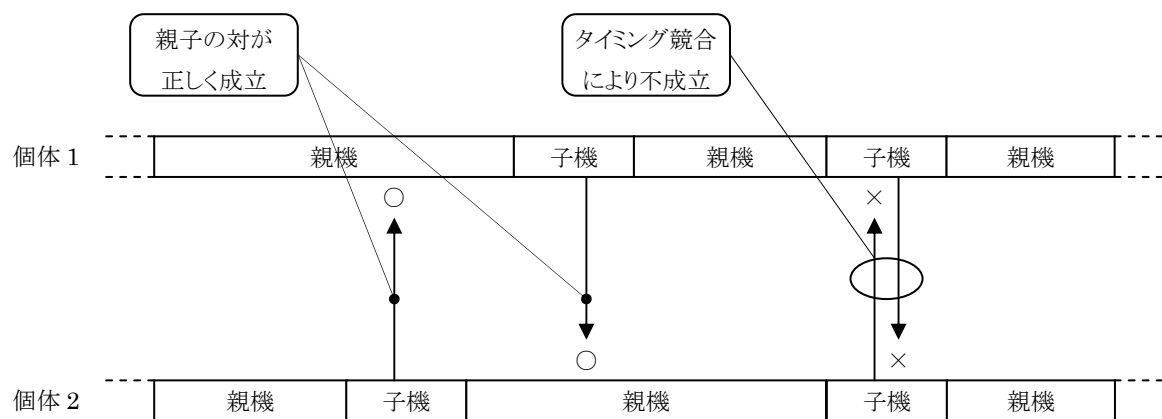 親子の対が
正しく成立
タイミング競合
により不成立
個体 1
親機 子機 親機 子機 親機
○ ×
○ ×
個体 2
親機 子機 親機 子機 親機